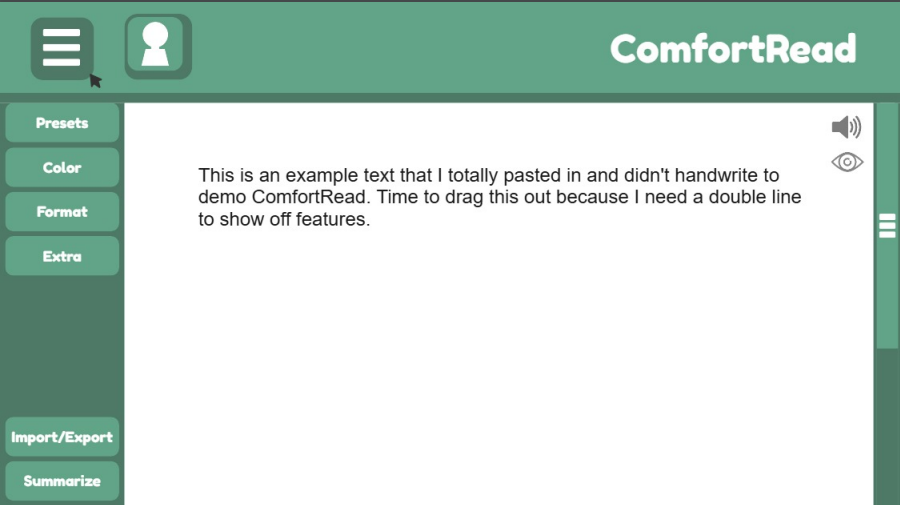 ComfortRead
Presets
Color
Format
Extra
Import/Export
Summarize
This is an example text that I totally pasted in and didn't handwrite to
demo ComfortRead. Time to drag this out because I need a double line
to show off features.